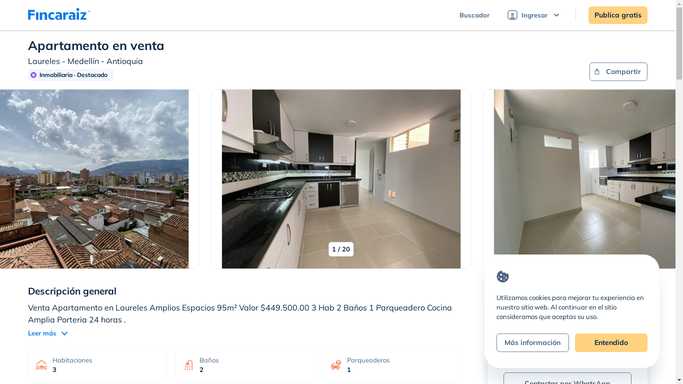 Fincaraiz
Buscador
Ingresar
Publica gratis
Apartamento en venta
Laureles - Medellín - Antioquia
Inmobiliaria · Destacado
Compartir
1 / 20
Descripción general
Venta Apartamento en Laureles Amplios Espacios 95m² Valor $449.500.00 3 Hab 2 Baños 1 Parqueadero Cocina
Amplia Porteria 24 horas .
Leer más
Habitaciones
3
Baños
2
Parqueaderos
1
Utilizamos cookies para mejorar tu experiencia en
nuestro sitio web. Al continuar en el sitio
consideramos que aceptas su uso.
Más información
Entendido
Contactar por WhatsApp